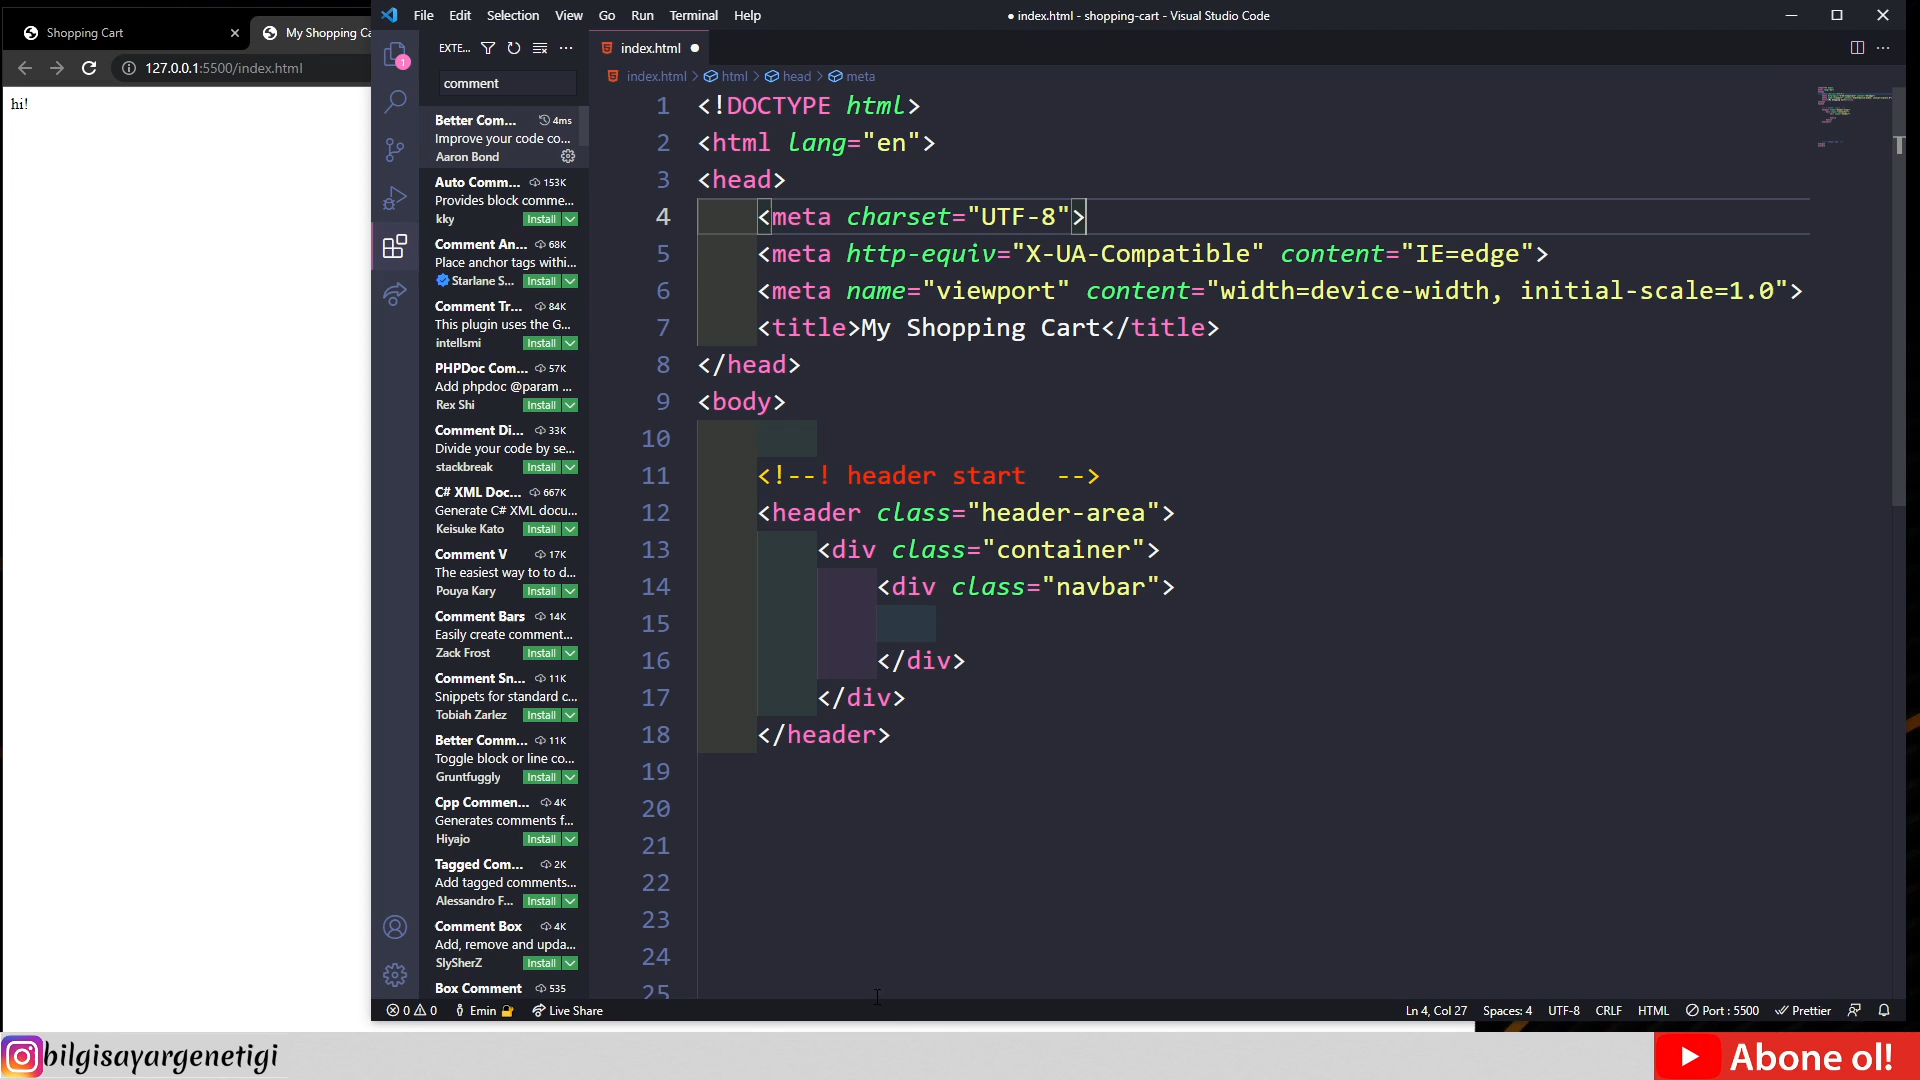 Shopping Cart
My Shopping Ca
127.0.0.1:5500/index.html
hi!
File Edit Selection View Go Run Terminal Help
● index.html - shopping-cart - Visual Studio Code
EXTE...
comment
1
Better Com... 4ms
Improve your code co...
Aaron Bond
Auto Comm... 153K
Provides block comme...
kky Install
Comment An... 68K
Place anchor tags withi...
Starlane S... Install
Comment Tr... 84K
This plugin uses the G...
intellsmi Install
PHPDoc Com... 57K
Add phpdoc @param ...
Rex Shi Install
Comment Di... 33K
Divide your code by se...
stackbreak Install
C# XML Doc... 667K
Generate C# XML docu...
Keisuke Kato Install
Comment V 17K
The easiest way to to d...
Pouya Kary Install
Comment Bars 14K
Easily create comment...
Zack Frost Install
Comment Sn... 11K
Snippets for standard c...
Tobiah Zarlez Install
Better Comm... 11K
Toggle block or line co...
Gruntfuggly Install
Cpp Commen... 4K
Generates comments f...
Hiyajo Install
Tagged Com... 2K
Add tagged comments...
Alessandro F... Install
Comment Box 4K
Add, remove and upda...
SlySherZ Install
Box Comment 535
index.html ●
index.html > html > head > meta
1 <!DOCTYPE html>
2 <html lang="en">
3 <head>
4 <meta charset="UTF-8">
5 <meta http-equiv="X-UA-Compatible" content="IE=edge">
6 <meta name="viewport" content="width=device-width, initial-scale=1.0">
7 <title>My Shopping Cart</title>
8 </head>
9 <body>
10
11 <!--! header start  -->
12 <header class="header-area">
13 <div class="container">
14 <div class="navbar">
15
16 </div>
17 </div>
18 </header>
19
20
21
22
23
24
25
0 0 Emin Live Share
Ln 4, Col 27 Spaces: 4 UTF-8 CRLF HTML Port : 5500 Prettier
bilgisayargenetigi
Abone ol!